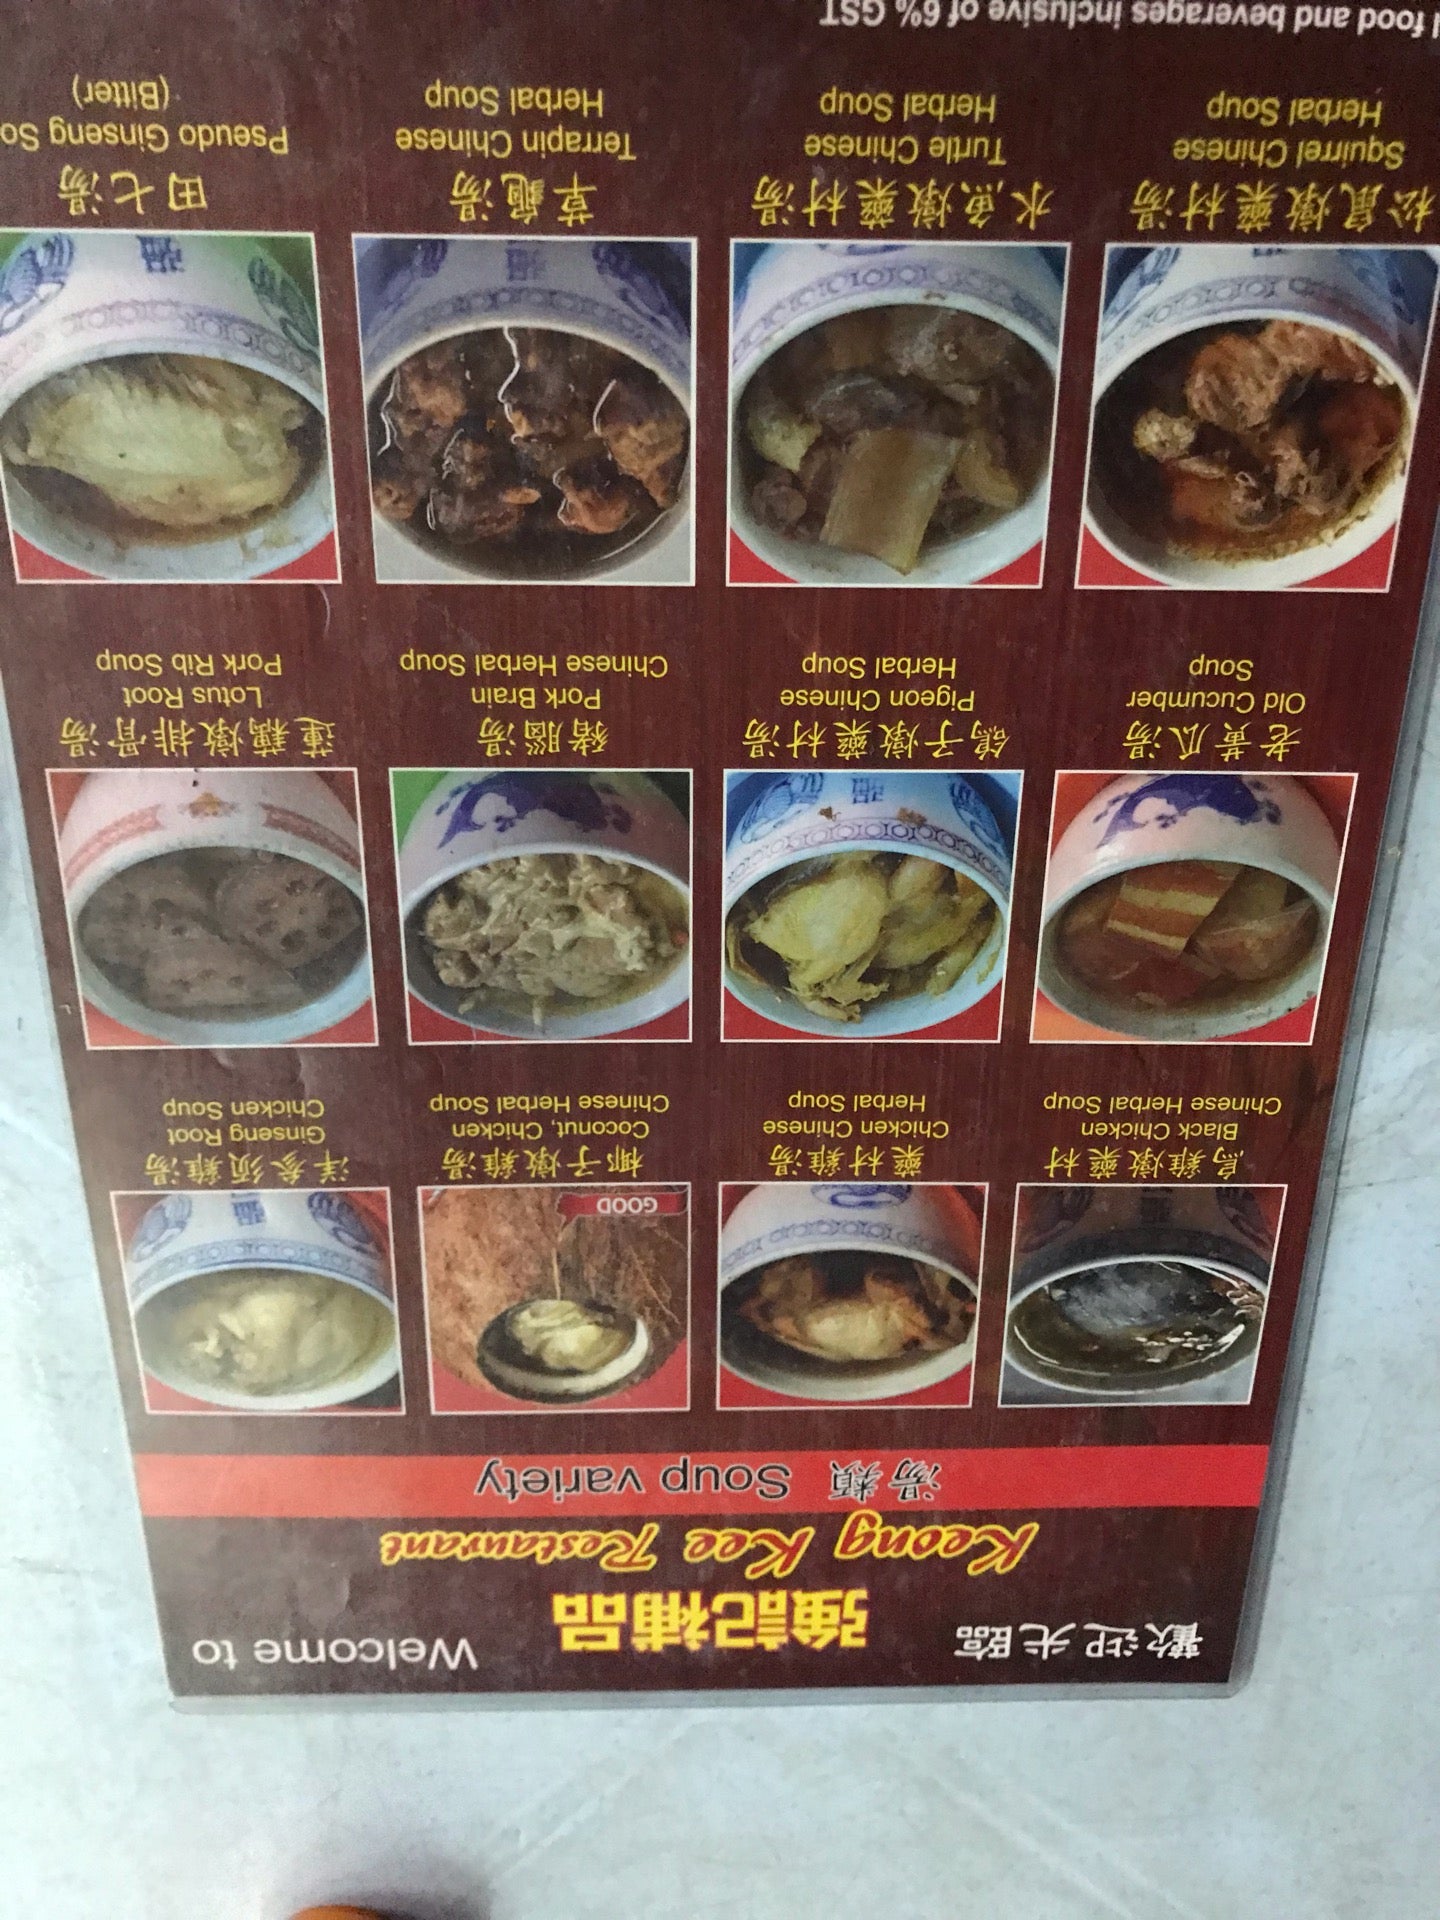 歡迎光臨 強記補品 Welcome to
Keong Kee Restaurant
湯類 Soup variety
烏雞燉藥材
Black Chicken
Chinese Herbal Soup
藥材雞湯
Chicken Chinese
Herbal Soup
GOOD
椰子燉雞湯
Coconut, Chicken
Chinese Herbal Soup
洋參须雞湯
Ginseng Root
Chicken Soup
老黃瓜湯
Old Cucumber
Soup
鴿子燉藥材湯
Pigeon Chinese
Herbal Soup
豬腦湯
Pork Brain
Chinese Herbal Soup
蓮藕燉排骨湯
Lotus Root
Pork Rib Soup
松鼠燉藥材湯
Squirrel Chinese
Herbal Soup
水魚燉藥材湯
Turtle Chinese
Herbal Soup
草龜湯
Terrapin Chinese
Herbal Soup
田七湯
Pseudo Ginseng So
(Bitter)
food and beverages inclusive of 6% GST